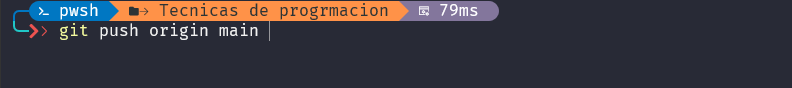 pwsh Tecnicas de progrmacion 79ms
git push origin main